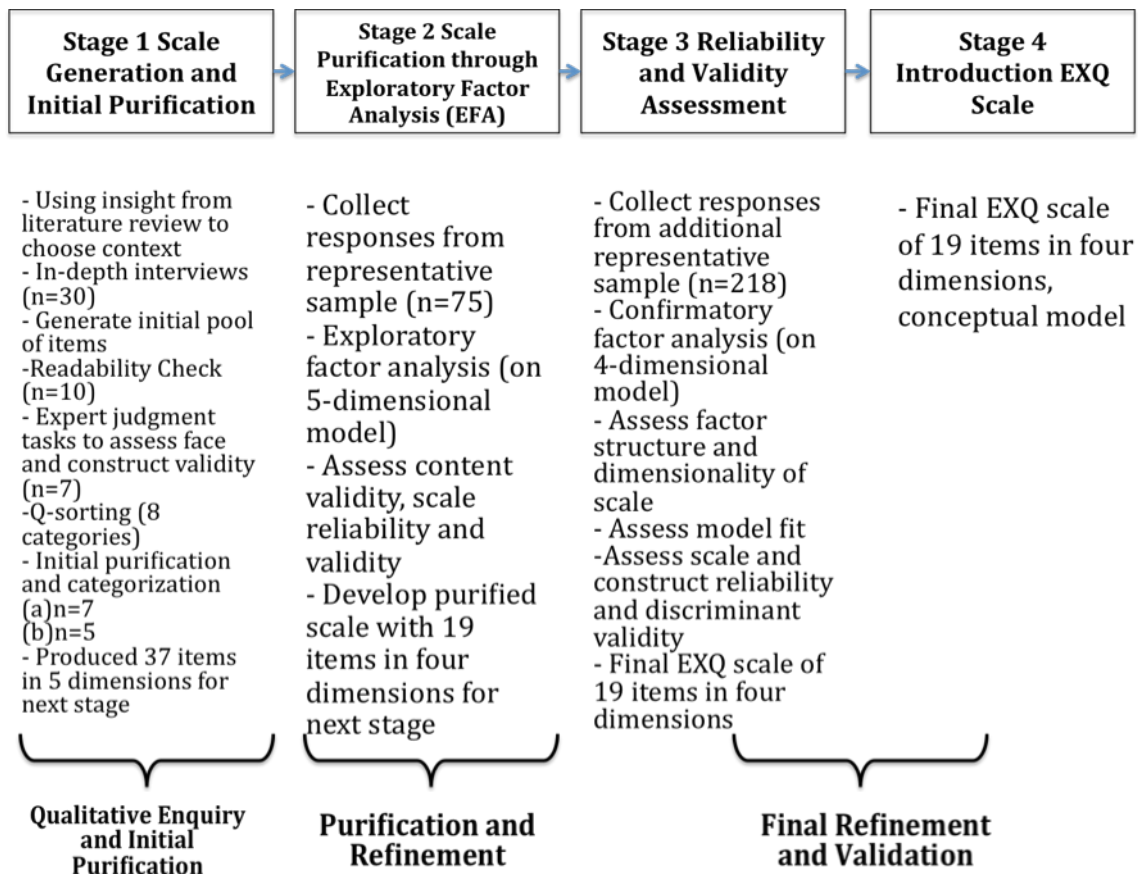 Stage 1 Scale
Generation and
Initial Purification
Stage 2 Scale
Purification through
Exploratory Factor
Analysis (EFA)
Stage 3 Reliability
and Validity
Assessment
Stage 4
Introduction EXQ
Scale
- Using insight from
literature review to
choose context
- In-depth interviews
(n=30)
- Generate initial pool
of items
-Readability Check
(n=10)
- Expert judgment
tasks to assess face
and construct validity
(n=7)
-Q-sorting (8
categories)
- Initial purification
and categorization
(a)n=7
(b)n=5
- Produced 37 items
in 5 dimensions for
next stage
- Collect
responses from
representative
sample (n=75)
- Exploratory
factor analysis (on
5-dimensional
model)
- Assess content
validity, scale
reliability and
validity
- Develop purified
scale with 19
items in four
dimensions for
next stage
- Collect responses
from additional
representative
sample (n=218)
- Confirmatory
factor analysis (on
4-dimensional
model)
- Assess factor
structure and
dimensionality of
scale
- Assess model fit
-Assess scale and
construct reliability
and discriminant
validity
- Final EXQ scale of
19 items in four
dimensions
- Final EXQ scale
of 19 items in four
dimensions,
conceptual model
Qualitative Enquiry
and Initial
Purification
Purification and
Refinement
Final Refinement
and Validation